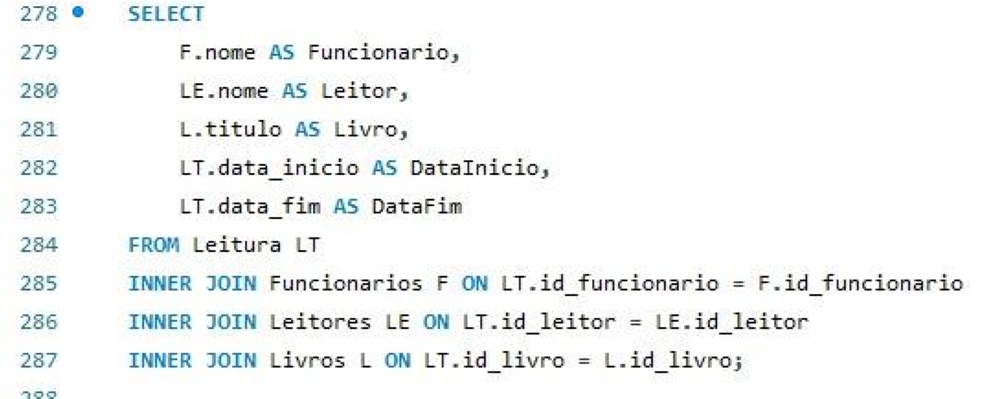 278 SELECT
279 F.nome AS Funcionario,
280 LE.nome AS Leitor,
281 L.titulo AS Livro,
282 LT.data_inicio AS DataInicio,
283 LT.data_fim AS DataFim
284 FROM Leitura LT
285 INNER JOIN Funcionarios F ON LT.id_funcionario = F.id_funcionario
286 INNER JOIN Leitores LE ON LT.id_leitor = LE.id_leitor
287 INNER JOIN Livros L ON LT.id_livro = L.id_livro;
288